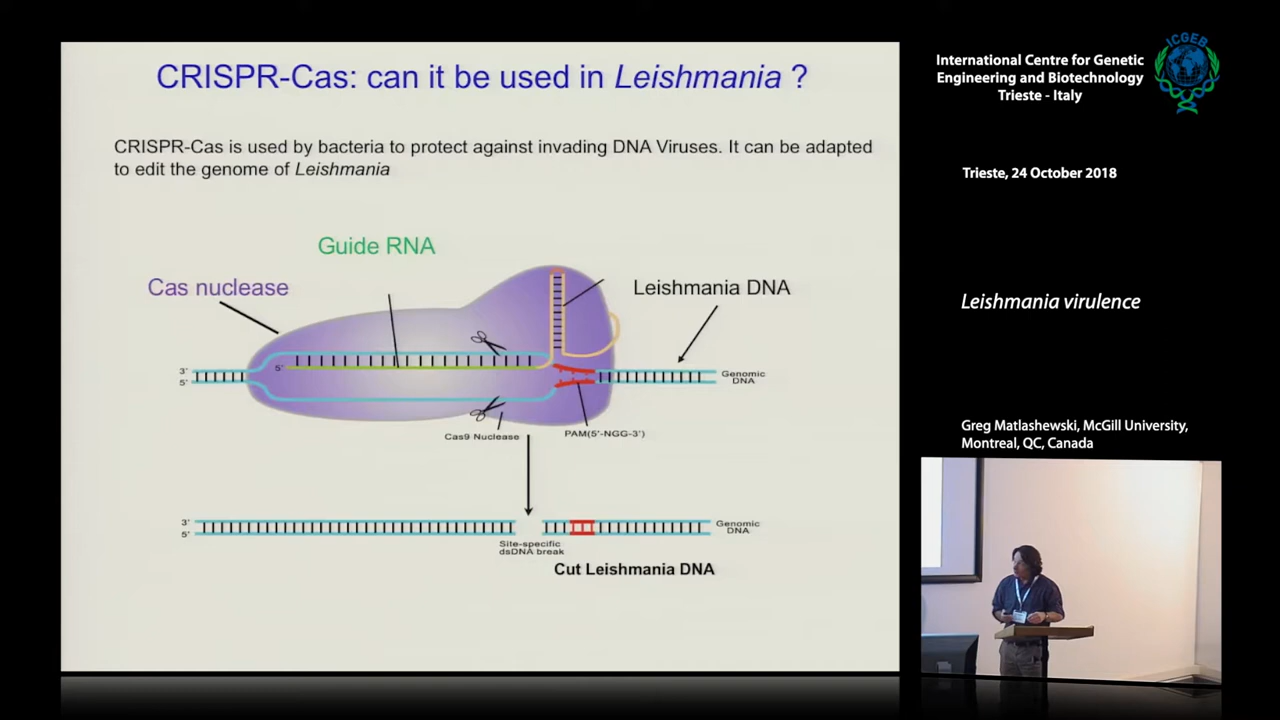 CRISPR-Cas: can it be used in Leishmania ?
CRISPR-Cas is used by bacteria to protect against invading DNA Viruses. It can be adapted
to edit the genome of Leishmania
Guide RNA
Cas nuclease
Leishmania DNA
3'
5'
5'
Genomic
DNA
Cas9 Nuclease
PAM(5'-NGG-3')
3'
5'
Genomic
DNA
Site-specific
dsDNA break
Cut Leishmania DNA
International Centre for Genetic
Engineering and Biotechnology
Trieste - Italy
ICGEB
Trieste, 24 October 2018
Leishmania virulence
Greg Matlashewski, McGill University,
Montreal, QC, Canada